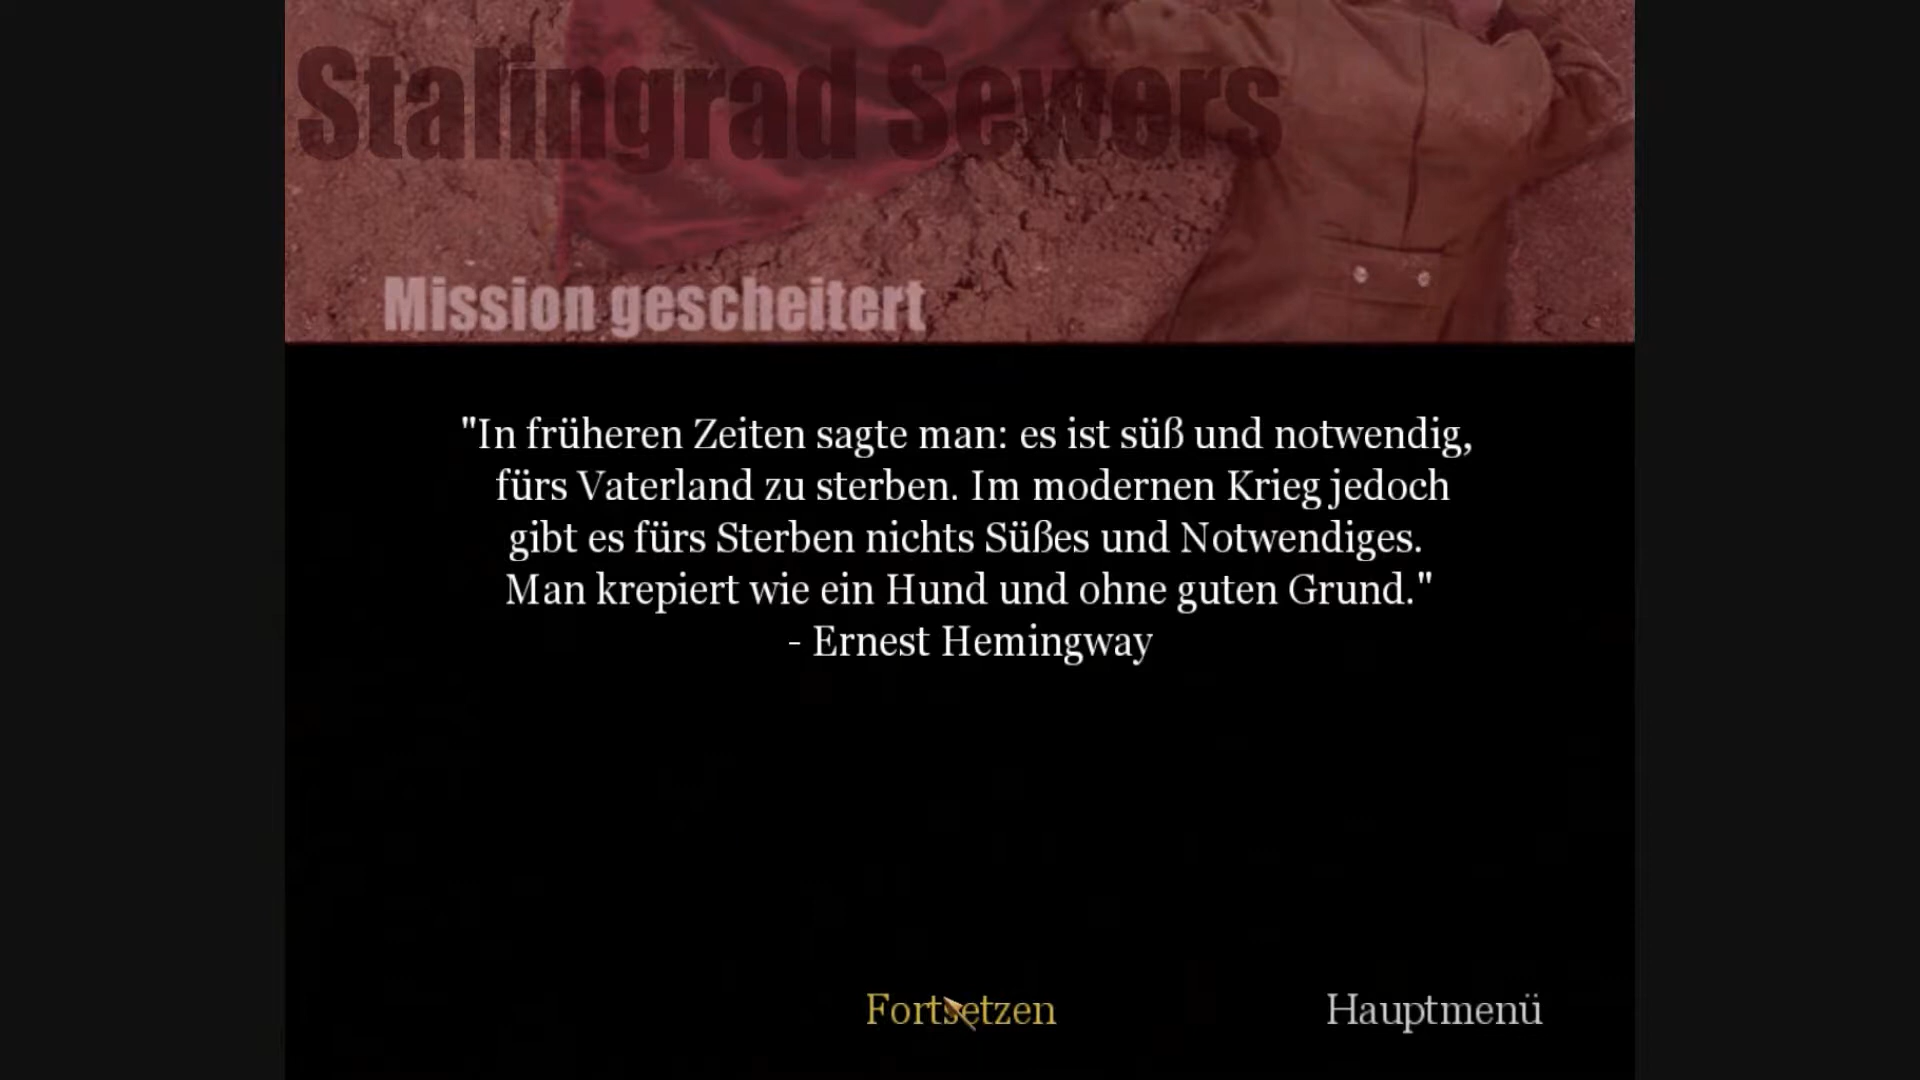 Stalingrad Sewers
Mission gescheitert
"In früheren Zeiten sagte man: es ist süß und notwendig,
fürs Vaterland zu sterben. Im modernen Krieg jedoch
gibt es fürs Sterben nichts Süßes und Notwendiges.
Man krepiert wie ein Hund und ohne guten Grund."
- Ernest Hemingway
Fortsetzen
Hauptmenü